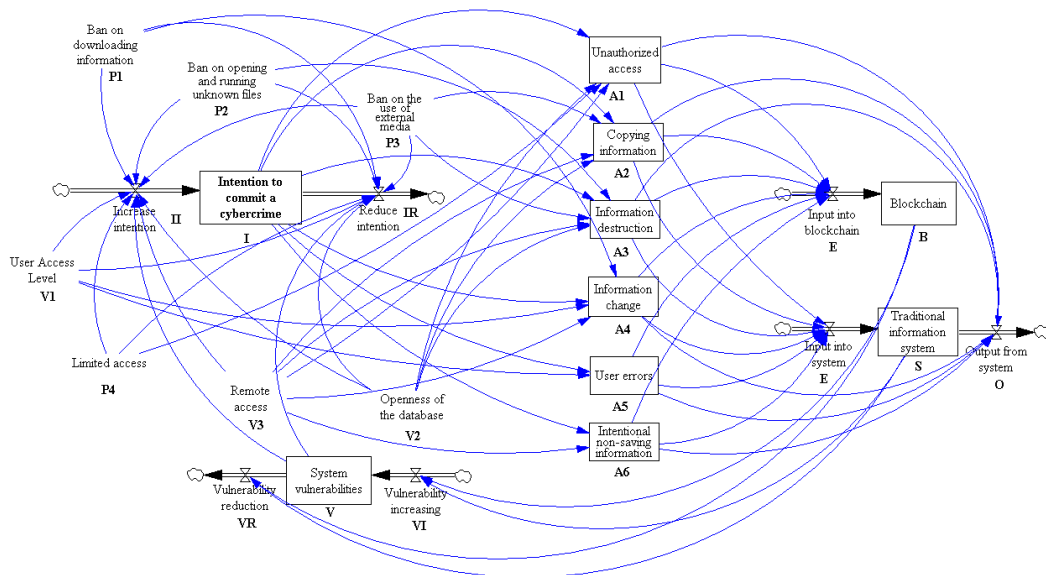 Ban on
downloading
information
P1
Ban on opening
and running
unknown files
P2
Ban on the
use of
external
media
P3
Unauthorized
access
A1
Copying
information
A2
Increase
intention
II
Intention to
commit a
cybercrime
I
Reduce
intention
IR
Information
destruction
A3
Input into
blockchain
E
Blockchain
B
User Access
Level
V1
Information
change
A4
Input into
system
E
Traditional
information
system
S
Output from
system
O
Limited access
P4
Remote
access
V3
Openness of
the database
V2
User errors
A5
Intentional
non-saving
information
A6
Vulnerability
reduction
VR
System
vulnerabilities
V
Vulnerability
increasing
VI